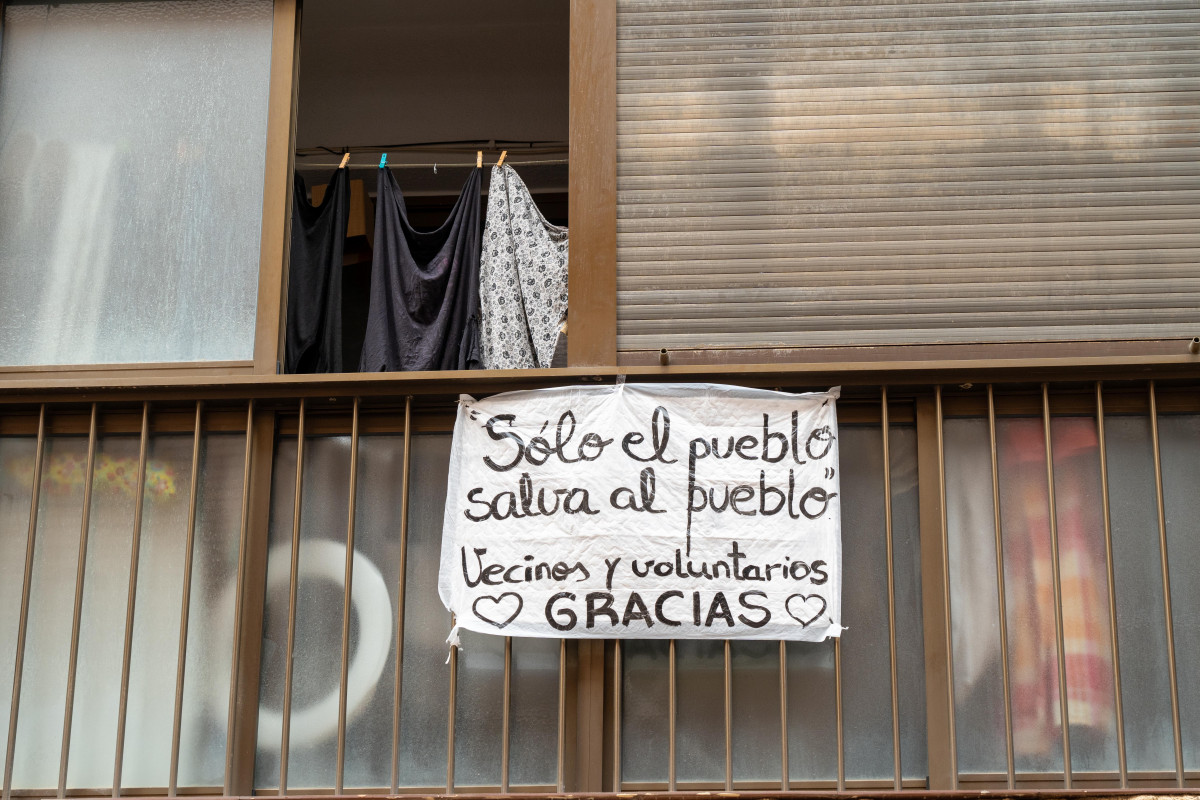 "Sólo el pueblo
salva al pueblo"
Vecinos y voluntarios
♡ GRACIAS ♡